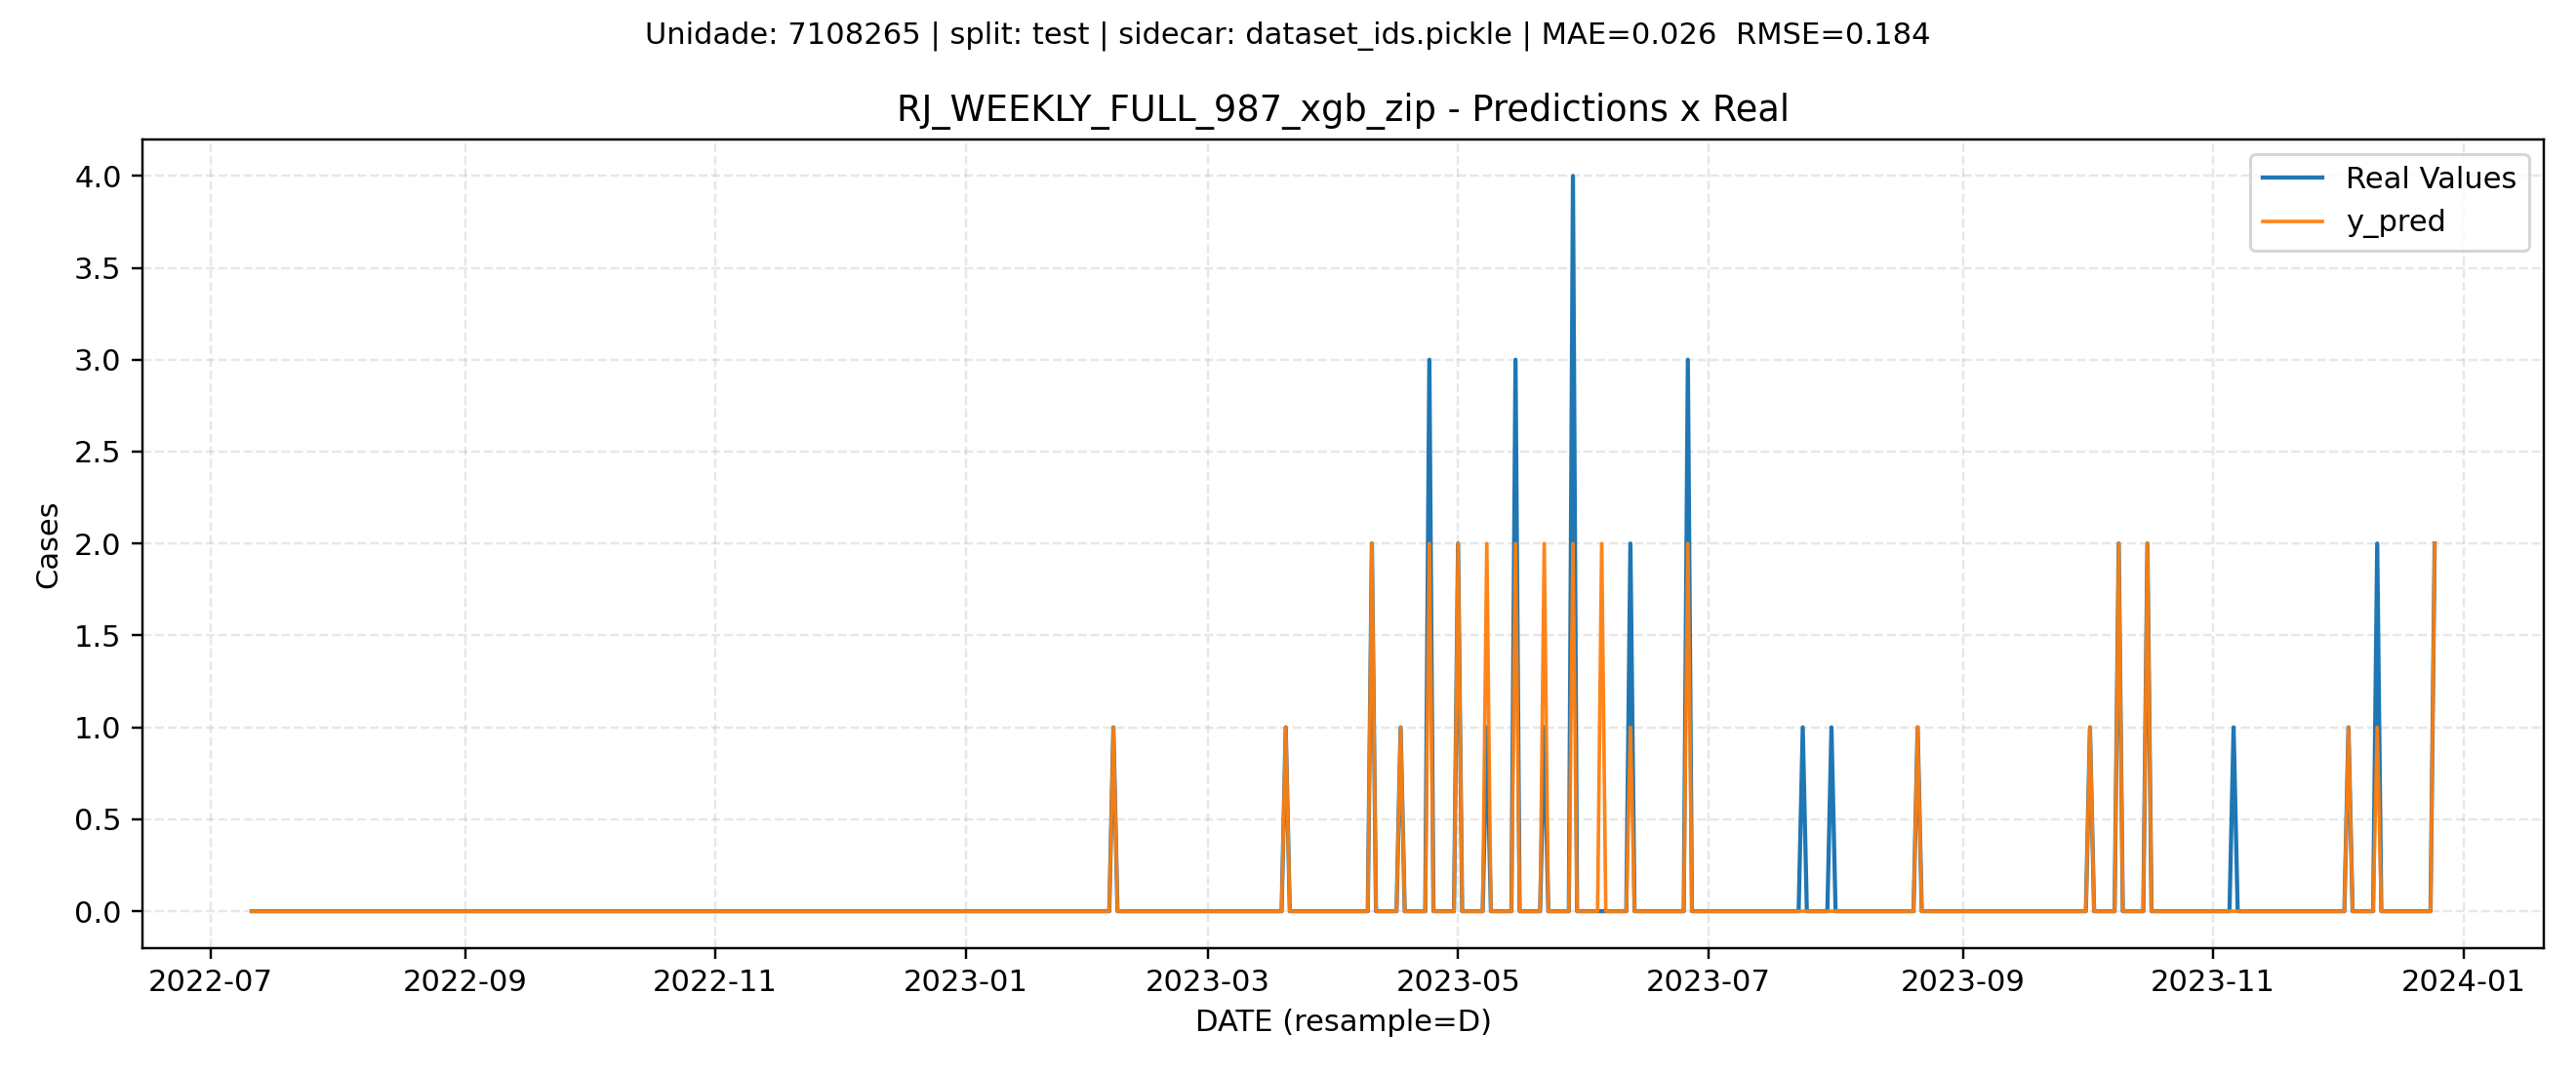 Unidade: 7108265 | split: test | sidecar: dataset_ids.pickle | MAE=0.026  RMSE=0.184
RJ_WEEKLY_FULL_987_xgb_zip - Predictions x Real
Real Values
y_pred
Cases
4.0
3.5
3.0
2.5
2.0
1.5
1.0
0.5
0.0
2022-07 2022-09 2022-11 2023-01 2023-03 2023-05 2023-07 2023-09 2023-11 2024-01
DATE (resample=D)